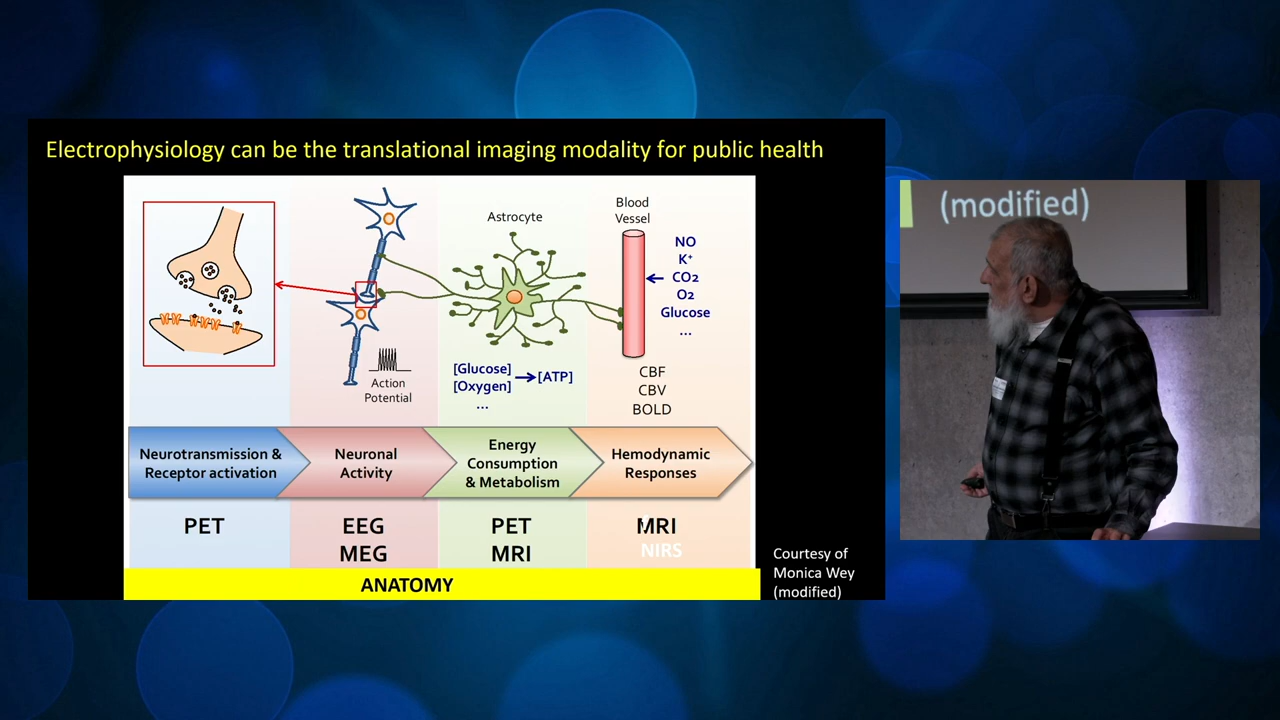 Electrophysiology can be the translational imaging modality for public health
Astrocyte
Blood
Vessel
NO
K⁺
CO2
O2
Glucose
...
Action
Potential
[Glucose]
[Oxygen]
...
[ATP]
CBF
CBV
BOLD
Neurotransmission &
Receptor activation
Neuronal
Activity
Energy
Consumption
& Metabolism
Hemodynamic
Responses
PET
EEG
MEG
PET
MRI
MRI
NIRS
ANATOMY
Courtesy of
Monica Wey
(modified)
(modified)